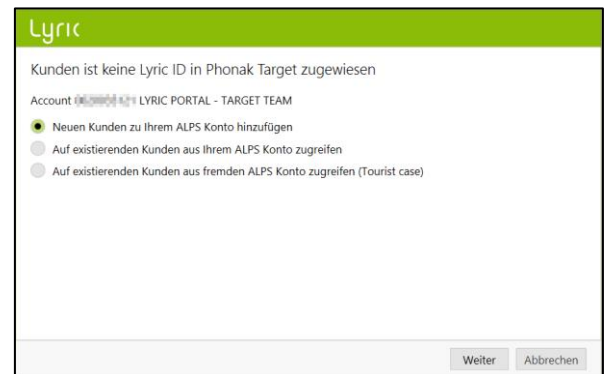 Lyric
Kunden ist keine Lyric ID in Phonak Target zugewiesen
Account LYRIC PORTAL - TARGET TEAM
Neuen Kunden zu Ihrem ALPS Konto hinzufügen
Auf existierenden Kunden aus Ihrem ALPS Konto zugreifen
Auf existierenden Kunden aus fremden ALPS Konto zugreifen (Tourist case)
Weiter Abbrechen